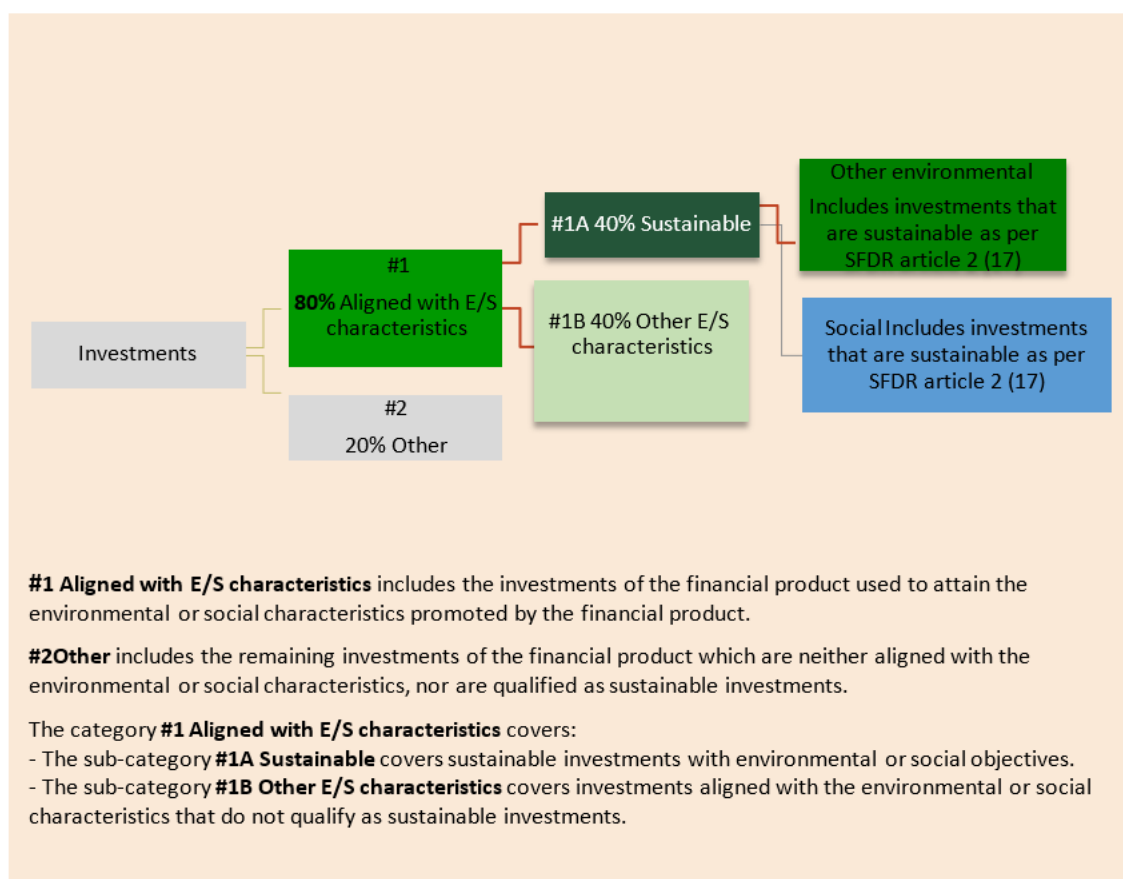 Investments
#1
80% Aligned with E/S
characteristics
#2
20% Other
#1A 40% Sustainable
#1B 40% Other E/S
characteristics
Other environmental
Includes investments that
are sustainable as per
SFDR article 2 (17)
Social Includes investments
that are sustainable as per
SFDR article 2 (17)
#1 Aligned with E/S characteristics includes the investments of the financial product used to attain the
environmental or social characteristics promoted by the financial product.
#2Other includes the remaining investments of the financial product which are neither aligned with the
environmental or social characteristics, nor are qualified as sustainable investments.
The category #1 Aligned with E/S characteristics covers:
- The sub-category #1A Sustainable covers sustainable investments with environmental or social objectives.
- The sub-category #1B Other E/S characteristics covers investments aligned with the environmental or social
characteristics that do not qualify as sustainable investments.